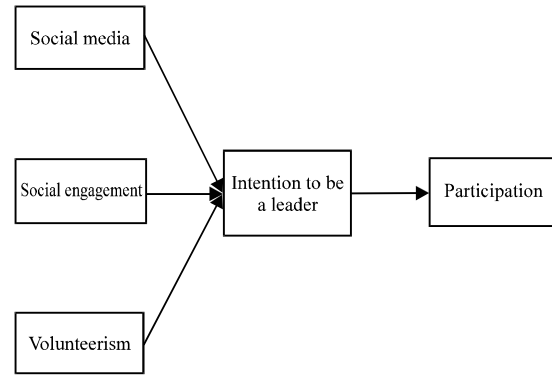 Social media
Social engagement
Intention to be
a leader
Participation
Volunteerism